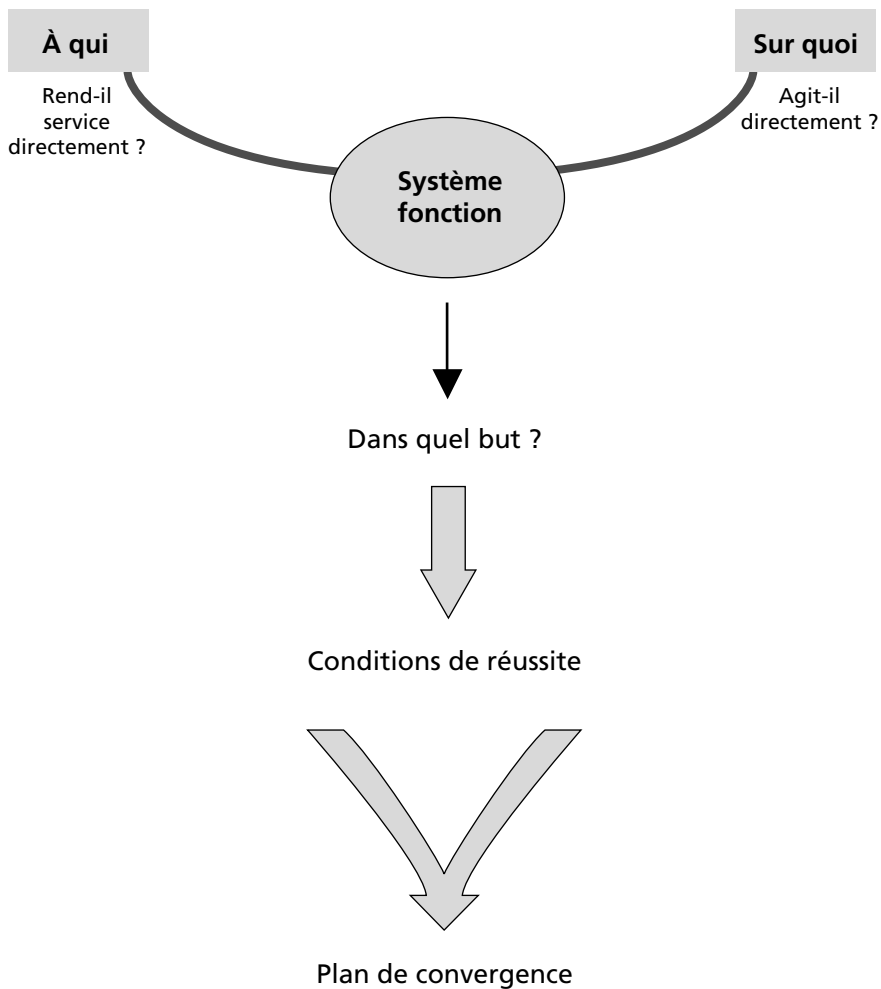 À qui
Rend-il
service
directement ?
Sur quoi
Agit-il
directement ?
Système
fonction
Dans quel but ?
Conditions de réussite
Plan de convergence